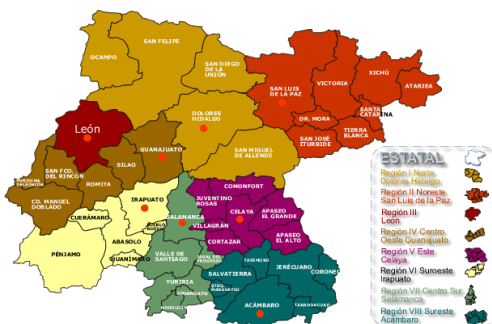 OCAMPO
SAN FELIPE
SAN DIEGO
DE LA
UNIÓN
SAN LUIS
DE LA PAZ
VICTORIA
XICHÚ
ATARJEA
SANTA
CATARINA
DR. MORA
TIERRA
BLANCA
SAN JOSÉ
ITURBIDE
León
DOLORES
HIDALGO
GUANAJUATO
SAN MIGUEL
DE ALLENDE
SAN FCO.
DEL RINCÓN
SILAO
ROMITA
CD. MANUEL
DOBLADO
COMONFORT
IRAPUATO
JUVENTINO
ROSAS
CUERÁMARO
SALAMANCA
CELAYA
APASEO
EL GRANDE
VILLAGRÁN
PÉNJAMO
ABASOLO
CORTAZAR
APASEO
EL ALTO
HUANÍMARO
VALLE DE
SANTIAGO
TARIMORO
JERÉCUARO
CORONEO
SALVATIERRA
YURIRIA
URIANGATO
MOROLEÓN
ACÁMBARO
TARANDACUAO
ESTATAL
Región I Norte
Dolores Hidalgo
Región II Noreste
San Luis de la Paz
Región III
León
Región IV Centro
Oeste Guanajuato
Región V Este
Celaya
Región VI Suroeste
Irapuato
Región VII Centro Sur
Salamanca
Región VIII Sureste
Acámbaro